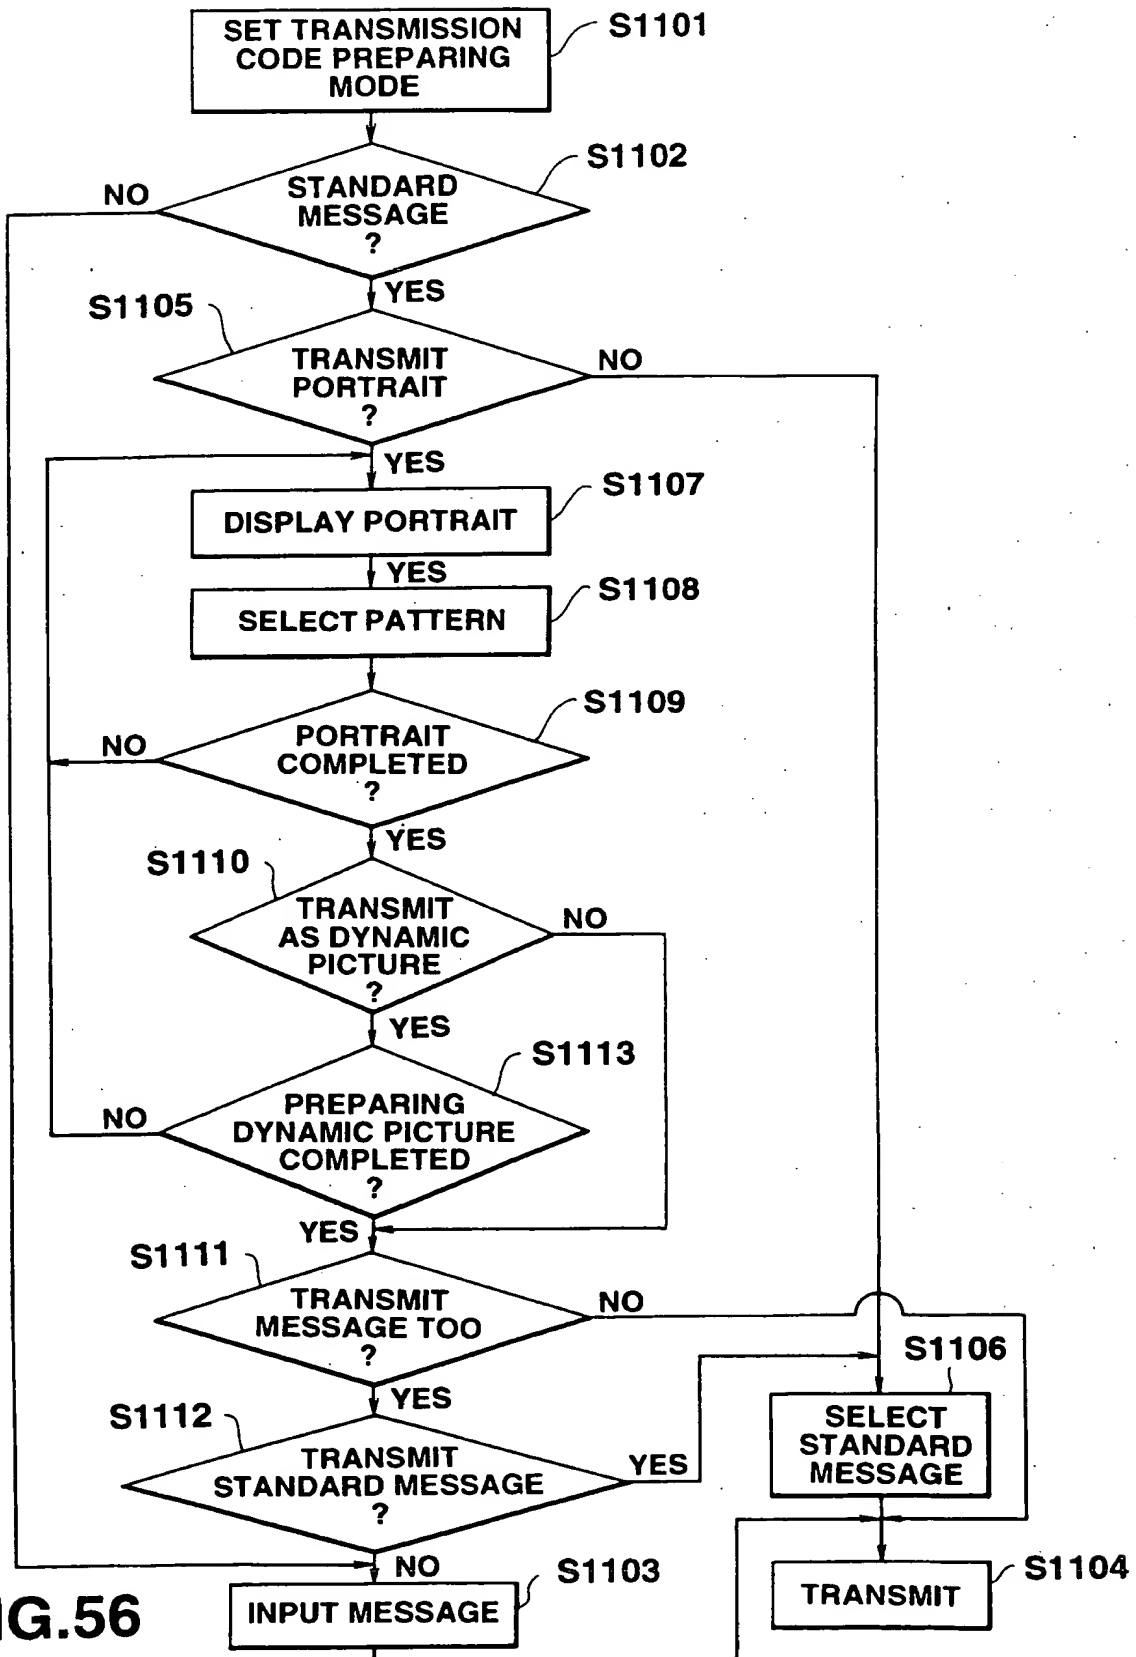 SET TRANSMISSION
CODE PREPARING
MODE
S1101
S1102
NO
STANDARD
MESSAGE
?
YES
S1105
TRANSMIT
PORTRAIT
?
NO
YES
S1107
DISPLAY PORTRAIT
YES
S1108
SELECT PATTERN
S1109
NO
PORTRAIT
COMPLETED
?
YES
S1110
TRANSMIT
AS DYNAMIC
PICTURE
?
NO
YES
S1113
NO
PREPARING
DYNAMIC PICTURE
COMPLETED
?
YES
S1111
TRANSMIT
MESSAGE TOO
?
NO
YES
S1106
SELECT
STANDARD
MESSAGE
S1112
TRANSMIT
STANDARD MESSAGE
?
YES
NO
S1103
INPUT MESSAGE
S1104
TRANSMIT
IG.56